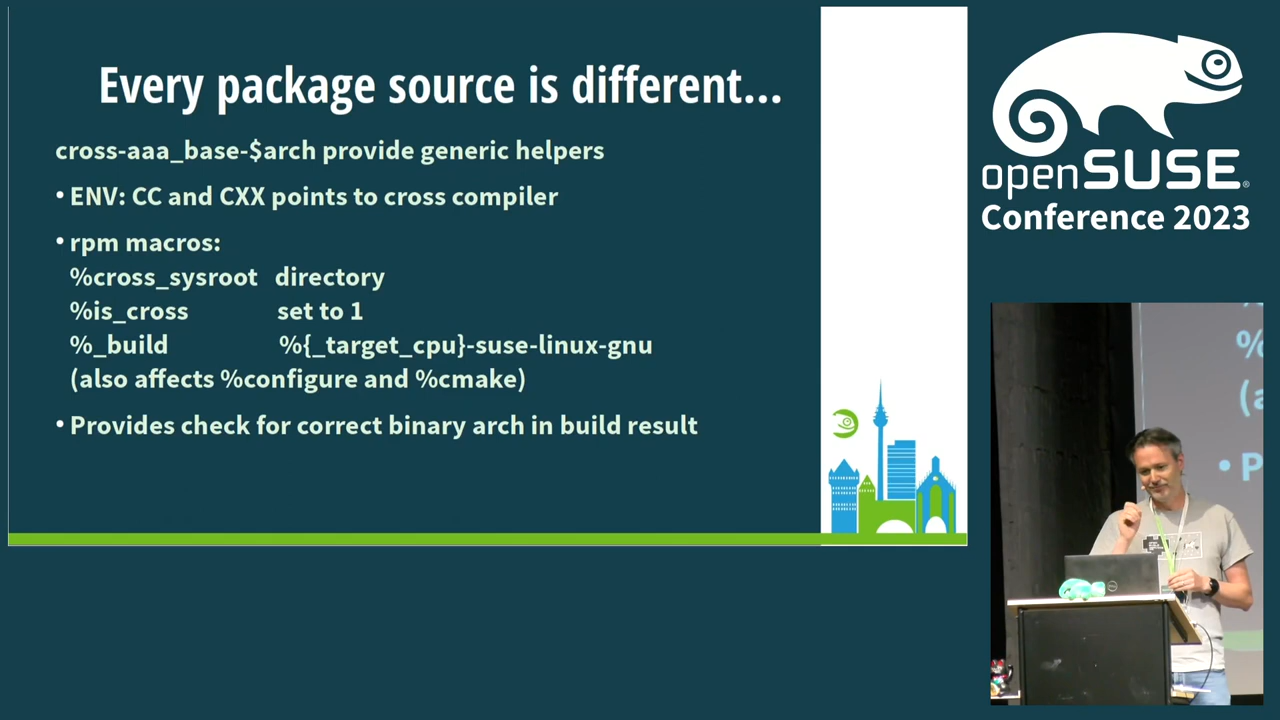 Every package source is different...
cross-aaa_base-$arch provide generic helpers
• ENV: CC and CXX points to cross compiler
• rpm macros:
%cross_sysroot directory
%is_cross set to 1
%_build %{_target_cpu}-suse-linux-gnu
(also affects %configure and %cmake)
• Provides check for correct binary arch in build result
openSUSE®
Conference 2023
%
(a
• P